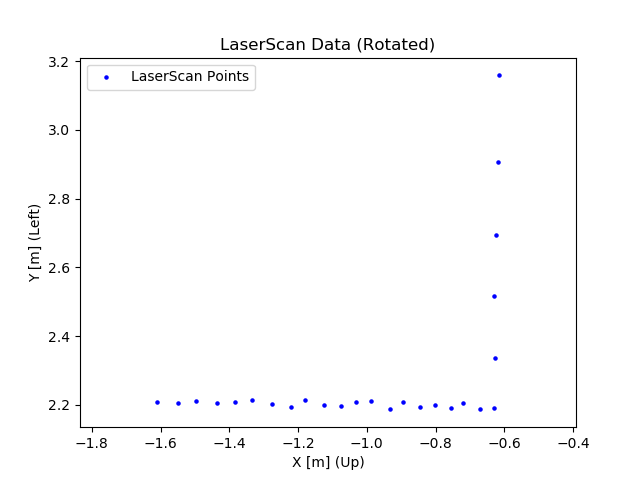 LaserScan Data (Rotated)
LaserScan Points
3.2
3.0
2.8
2.6
2.4
2.2
Y [m] (Left)
−1.8 −1.6 −1.4 −1.2 −1.0 −0.8 −0.6 −0.4
X [m] (Up)